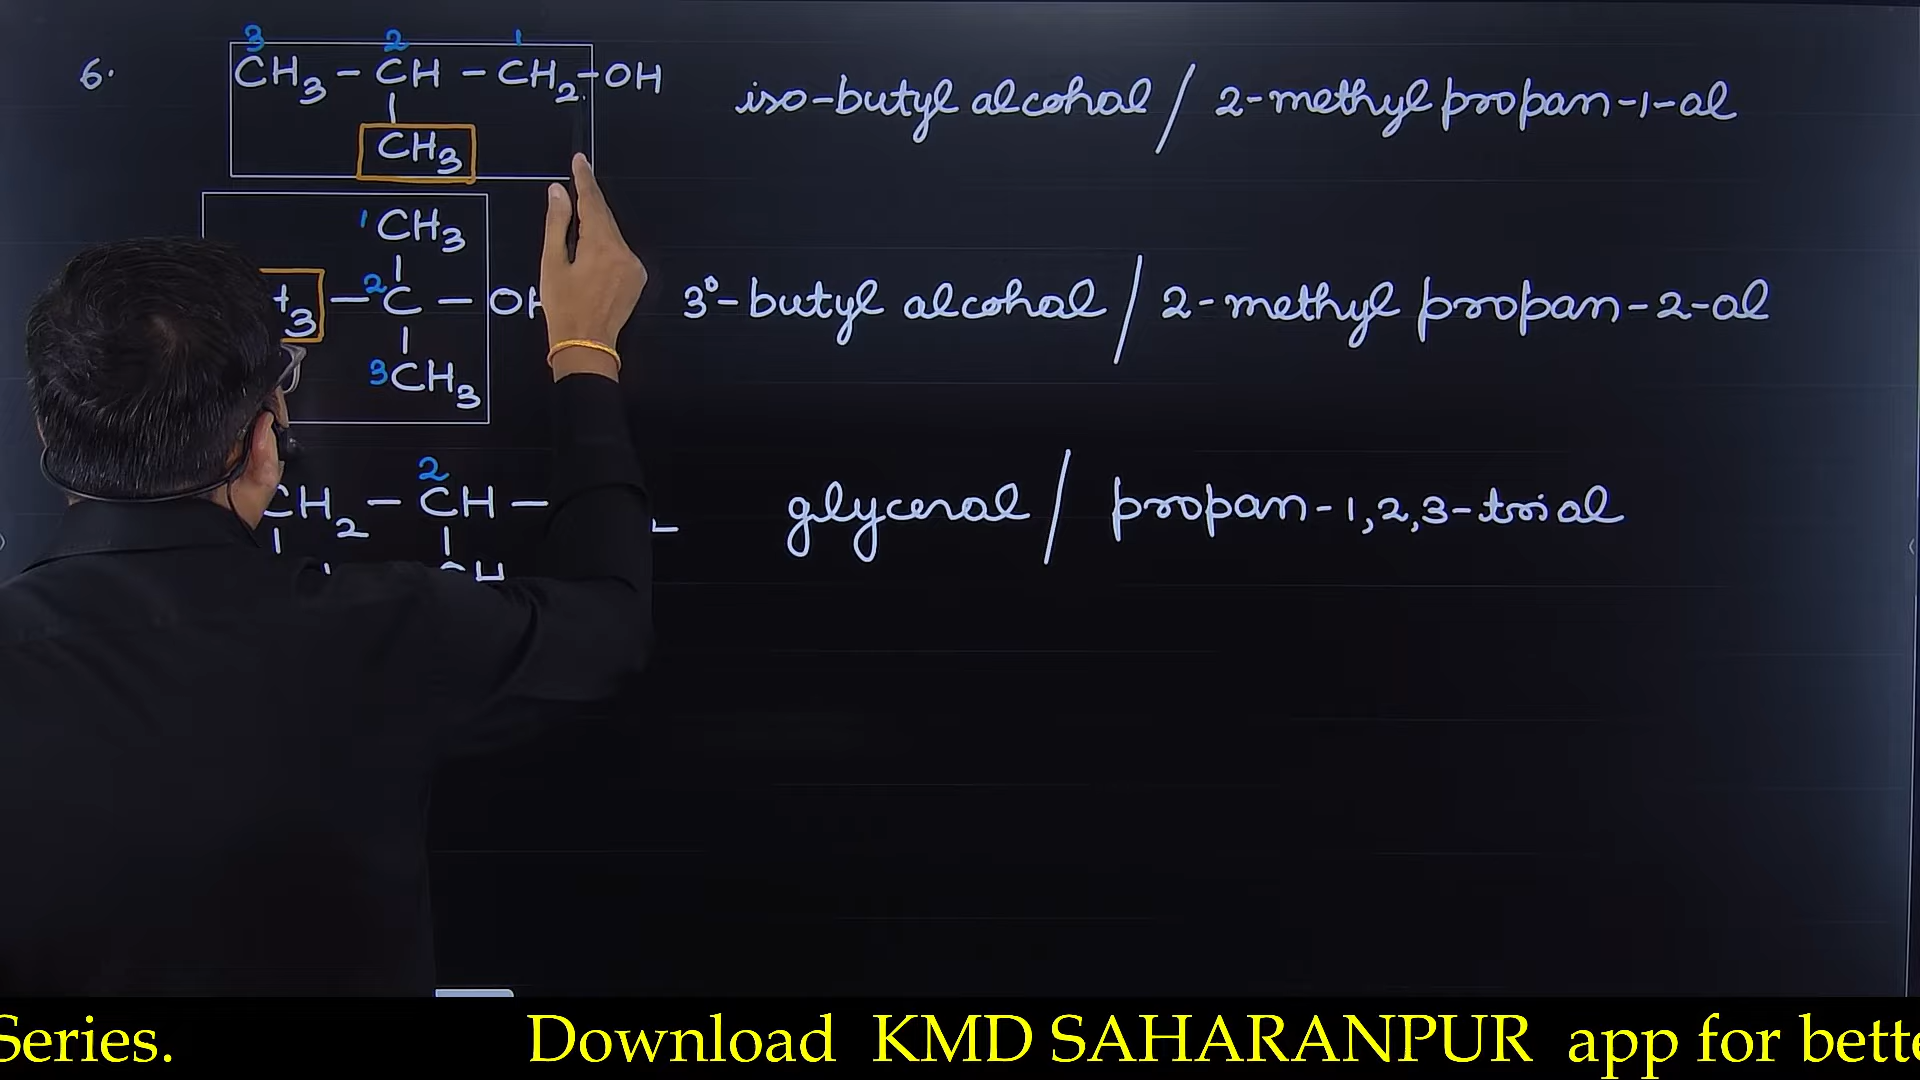 3 2 1
6. CH₃ – CH – CH₂ – OH iso-butyl alcohol / 2-methyl propan-1-ol
|
CH₃
1 CH₃
|
2 C – OH 3°-butyl alcohol / 2-methyl propan-2-ol
|
3 CH₃
2
CH₂ – CH – glycerol / propan-1,2,3-triol
|
OH
Series. Download KMD SAHARANPUR app for bette